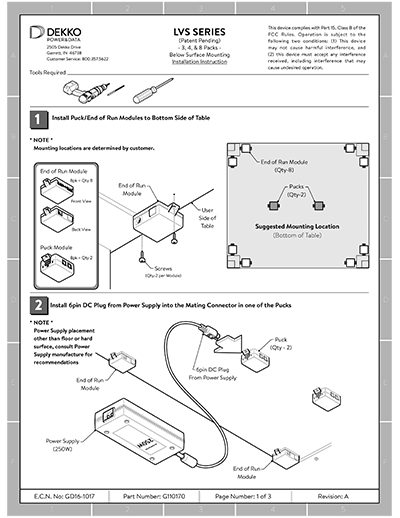 DEKKO
POWER&DATA
2505 Dekko Drive
Garrett, IN 46738
Customer Service: 800.357.5622
LVS SERIES
(Patent Pending)
- 3, 4, & 8 Packs -
Below Surface Mounting
Installation Instruction
This device complies with Part 15, Class B of the
FCC Rules. Operation is subject to the
following two conditions: (1) This device
may not cause harmful interference, and
(2) this device must accept any interference
received, including interference that may
cause undesired operation.
Tools Required
1
Install Puck/End of Run Modules to Bottom Side of Table
* NOTE *
Mounting locations are determined by customer.
End of Run Module
8pk = Qty 8
Front View
Back View
Puck Module
8pk = Qty 2
End of Run
Module
User
Side of
Table
Screws
(Qty-2 per Module)
End of Run Module
(Qty-8)
Pucks
(Qty-2)
Suggested Mounting Location
(Bottom of Table)
2
Install 6pin DC Plug from Power Supply into the Mating Connector in one of the Pucks
* NOTE *
Power Supply placement
other than floor or hard
surface, consult Power
Supply manufacture for
recommendations
End of Run
Module
6pin DC Plug
From Power Supply
Puck
(Qty - 2)
Power Supply
(250W)
250W
End of Run
Module
E.C.N. No: GD16-1017
Part Number: G110170
Page Number: 1 of 3
Revision: A